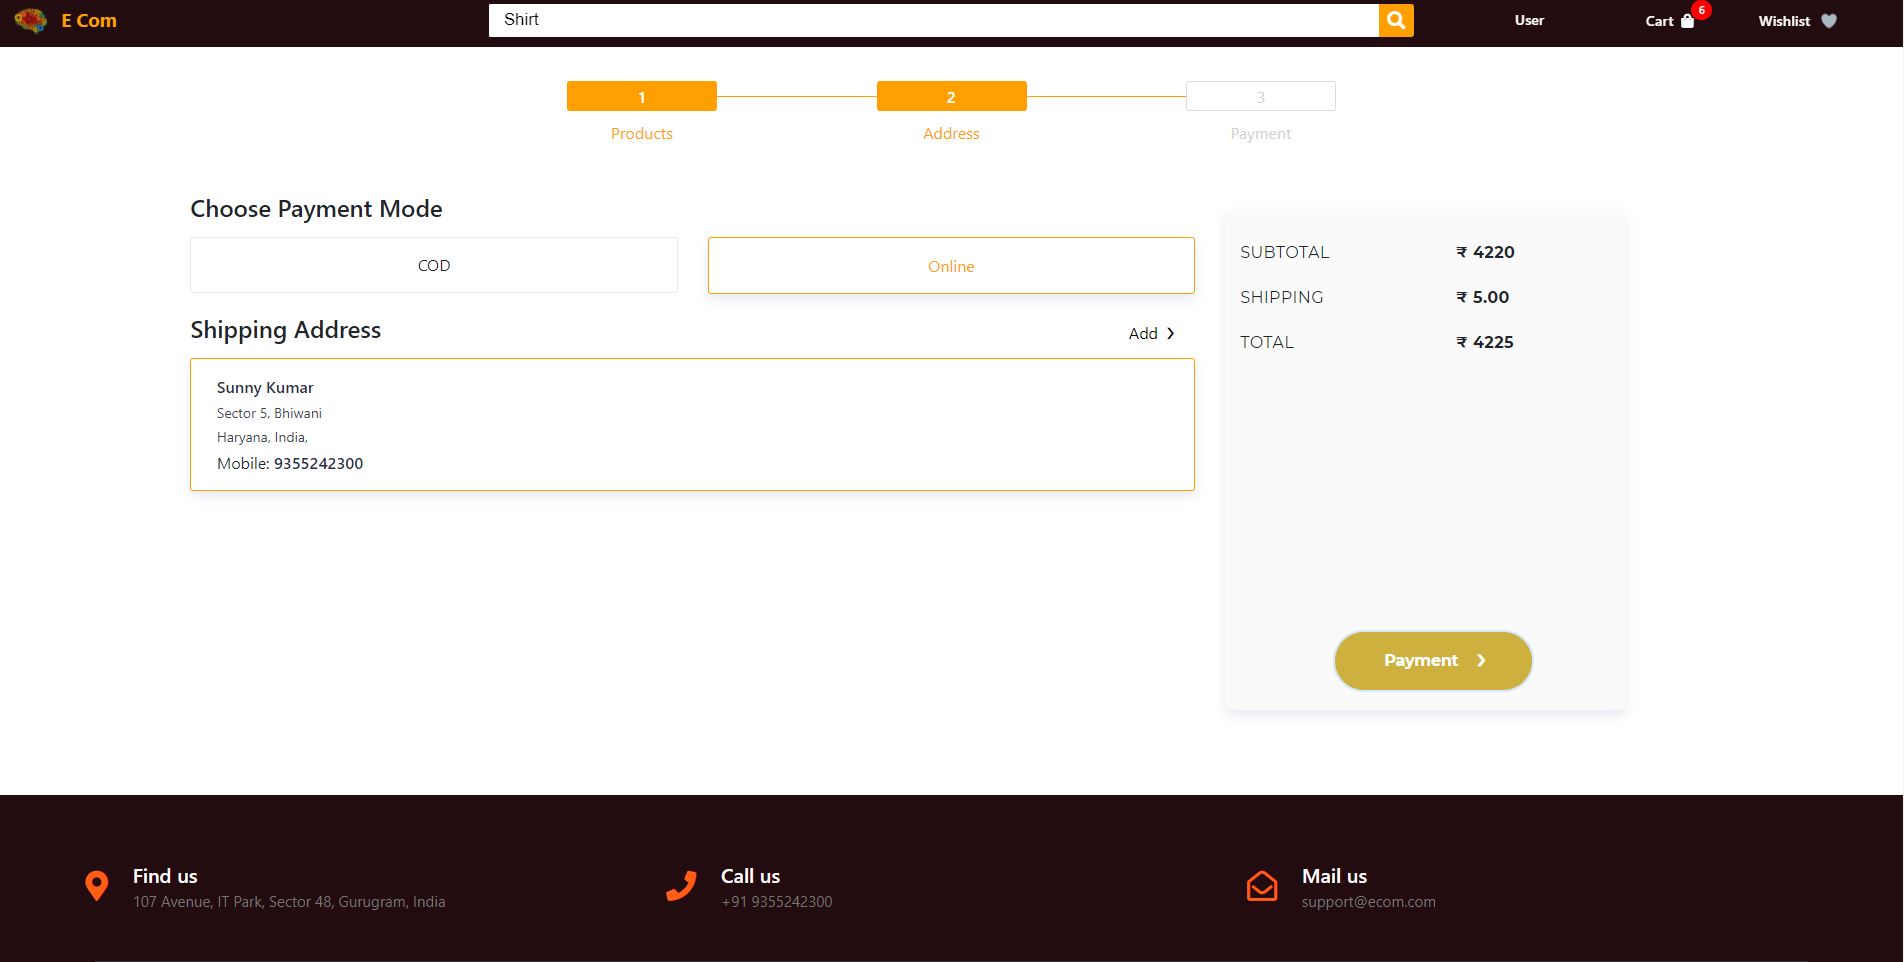 E Com
Shirt
User
Cart 6
Wishlist
1
2
3
Products
Address
Payment
Choose Payment Mode
COD
Online
Shipping Address
Add
Sunny Kumar
Sector 5, Bhiwani
Haryana, India,
Mobile: 9355242300
SUBTOTAL ₹ 4220
SHIPPING ₹ 5.00
TOTAL ₹ 4225
Payment
Find us
107 Avenue, IT Park, Sector 48, Gurugram, India
Call us
+91 9355242300
Mail us
support@ecom.com